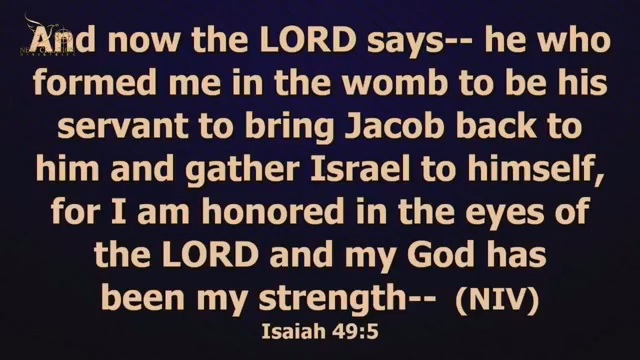 And now the LORD says-- he who
formed me in the womb to be his
servant to bring Jacob back to
him and gather Israel to himself,
for I am honored in the eyes of
the LORD and my God has
been my strength-- (NIV)
Isaiah 49:5